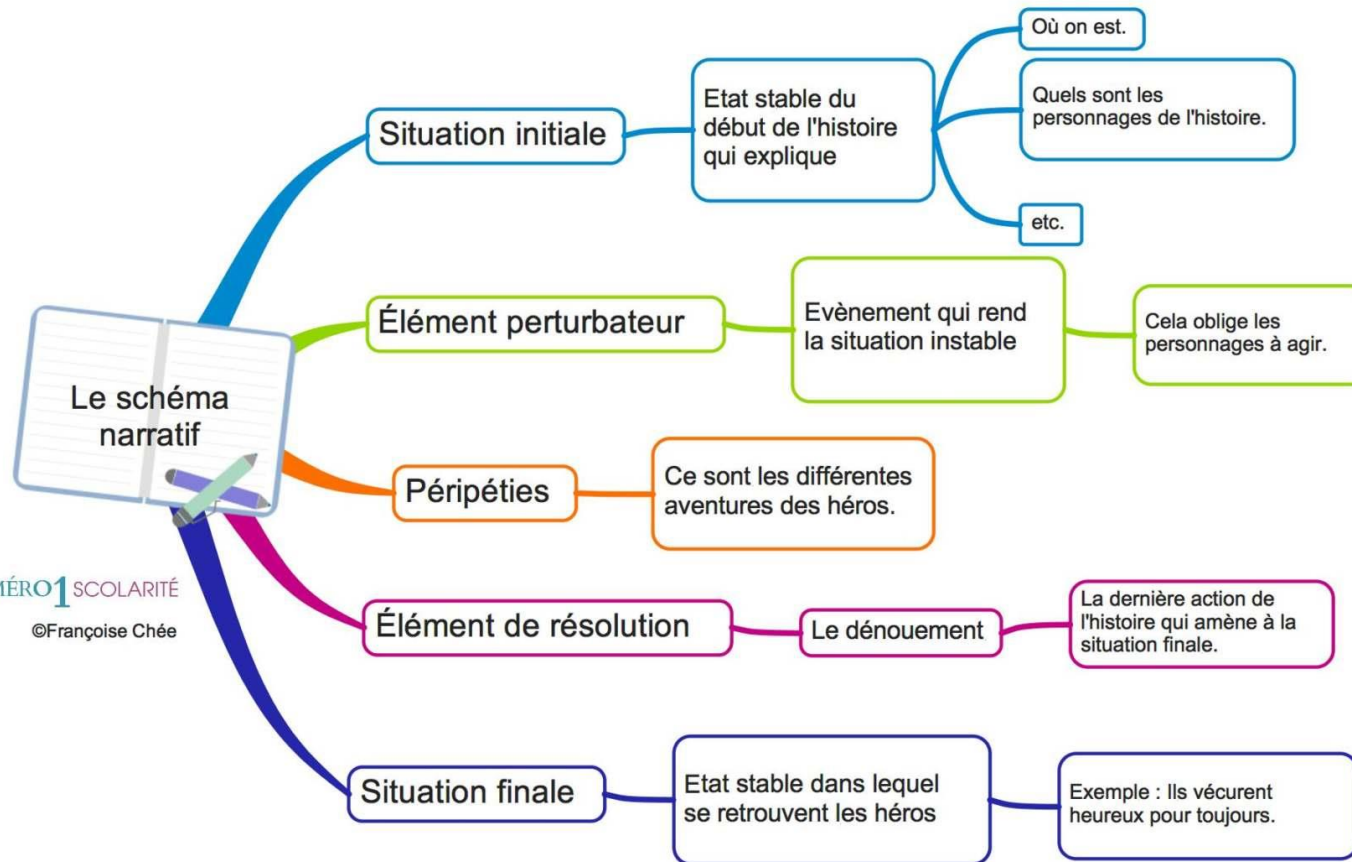 Le schéma
narratif
Situation initiale
Etat stable du
début de l'histoire
qui explique
Où on est.
Quels sont les
personnages de l'histoire.
etc.
Élément perturbateur
Evènement qui rend
la situation instable
Cela oblige les
personnages à agir.
Péripéties
Ce sont les différentes
aventures des héros.
Élément de résolution
Le dénouement
La dernière action de
l'histoire qui amène à la
situation finale.
Situation finale
Etat stable dans lequel
se retrouvent les héros
Exemple : Ils vécurent
heureux pour toujours.
MÉRO1 SCOLARITÉ
©Françoise Chée